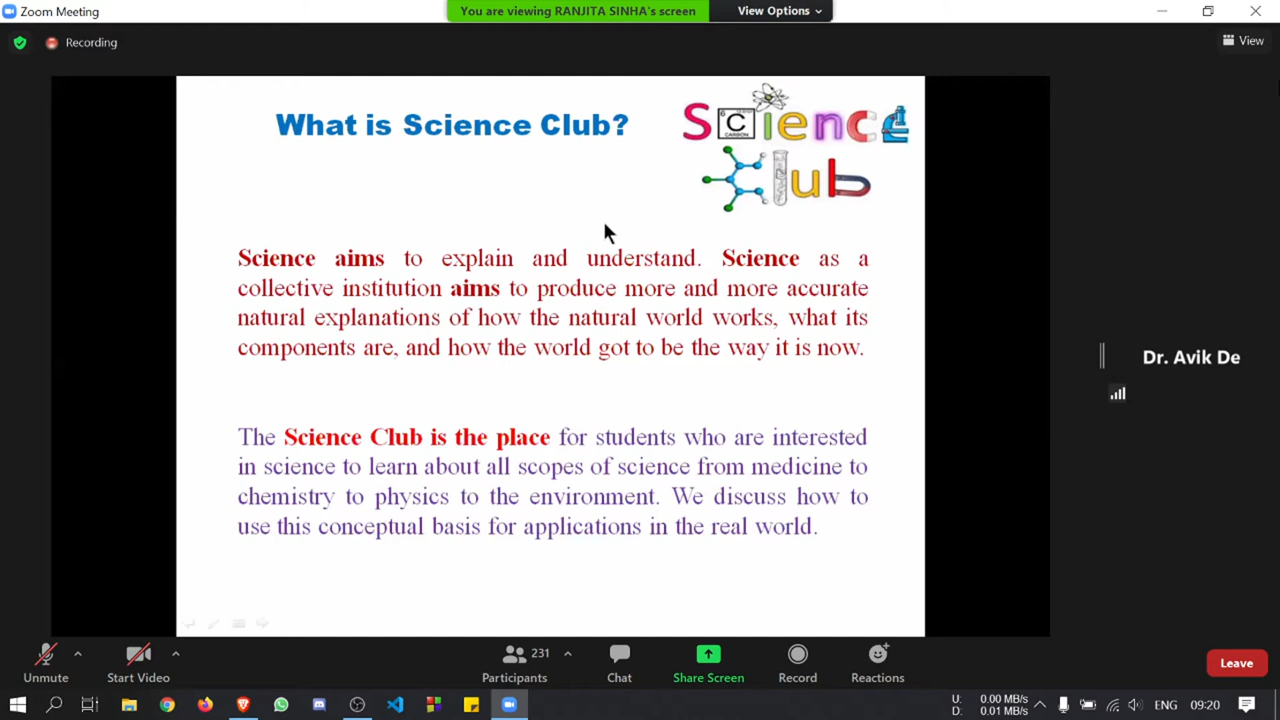 Zoom Meeting
You are viewing RANJITA SINHA's screen
View Options
Recording
View
What is Science Club?
Science
6
C
CARBON
Club
Science aims to explain and understand. Science as a
collective institution aims to produce more and more accurate
natural explanations of how the natural world works, what its
components are, and how the world got to be the way it is now.
The Science Club is the place for students who are interested
in science to learn about all scopes of science from medicine to
chemistry to physics to the environment. We discuss how to
use this conceptual basis for applications in the real world.
Dr. Avik De
Unmute
Start Video
231
Participants
Chat
Share Screen
Record
Reactions
Leave
U: 0.00 MB/s
D: 0.01 MB/s
ENG
09:20